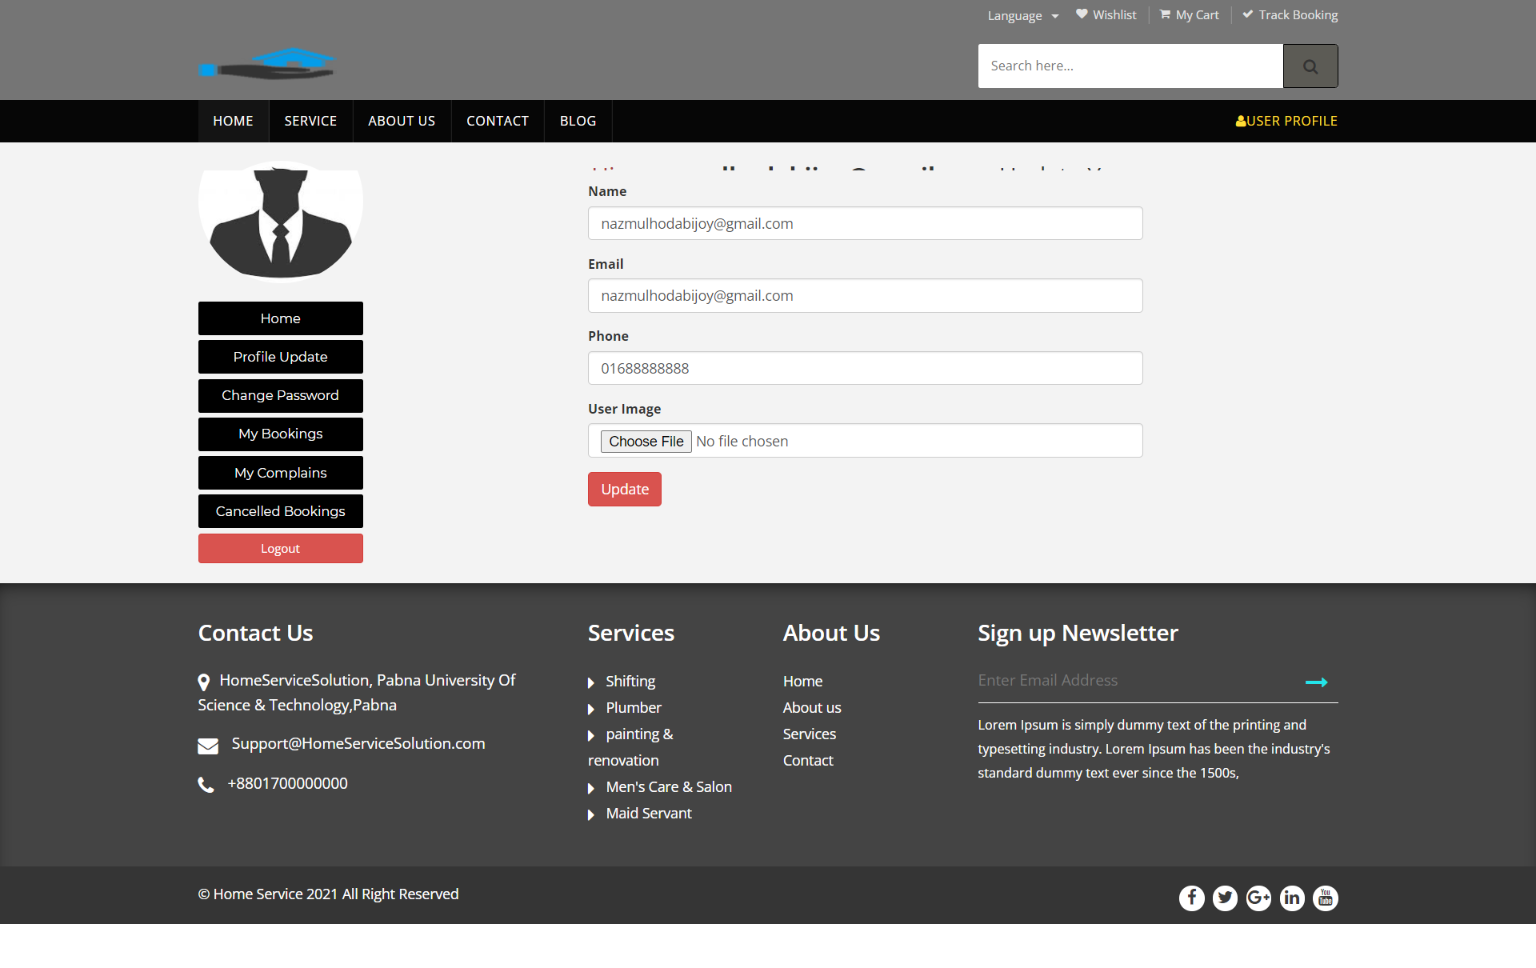 Language
Wishlist
My Cart
Track Booking
Search here...
HOME
SERVICE
ABOUT US
CONTACT
BLOG
USER PROFILE
Home
Profile Update
Change Password
My Bookings
My Complains
Cancelled Bookings
Logout
Name
nazmulhodabijoy@gmail.com
Email
nazmulhodabijoy@gmail.com
Phone
01688888888
User Image
Choose File No file chosen
Update
Contact Us
HomeServiceSolution, Pabna University Of
Science & Technology,Pabna
Support@HomeServiceSolution.com
+8801700000000
Services
Shifting
Plumber
painting &
renovation
Men's Care & Salon
Maid Servant
About Us
Home
About us
Services
Contact
Sign up Newsletter
Enter Email Address
Lorem Ipsum is simply dummy text of the printing and
typesetting industry. Lorem Ipsum has been the industry's
standard dummy text ever since the 1500s,
© Home Service 2021 All Right Reserved